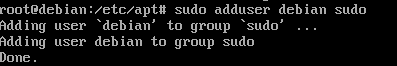 root@debian:/etc/apt# sudo adduser debian sudo
Adding user `debian' to group `sudo' ...
Adding user debian to group sudo
Done.